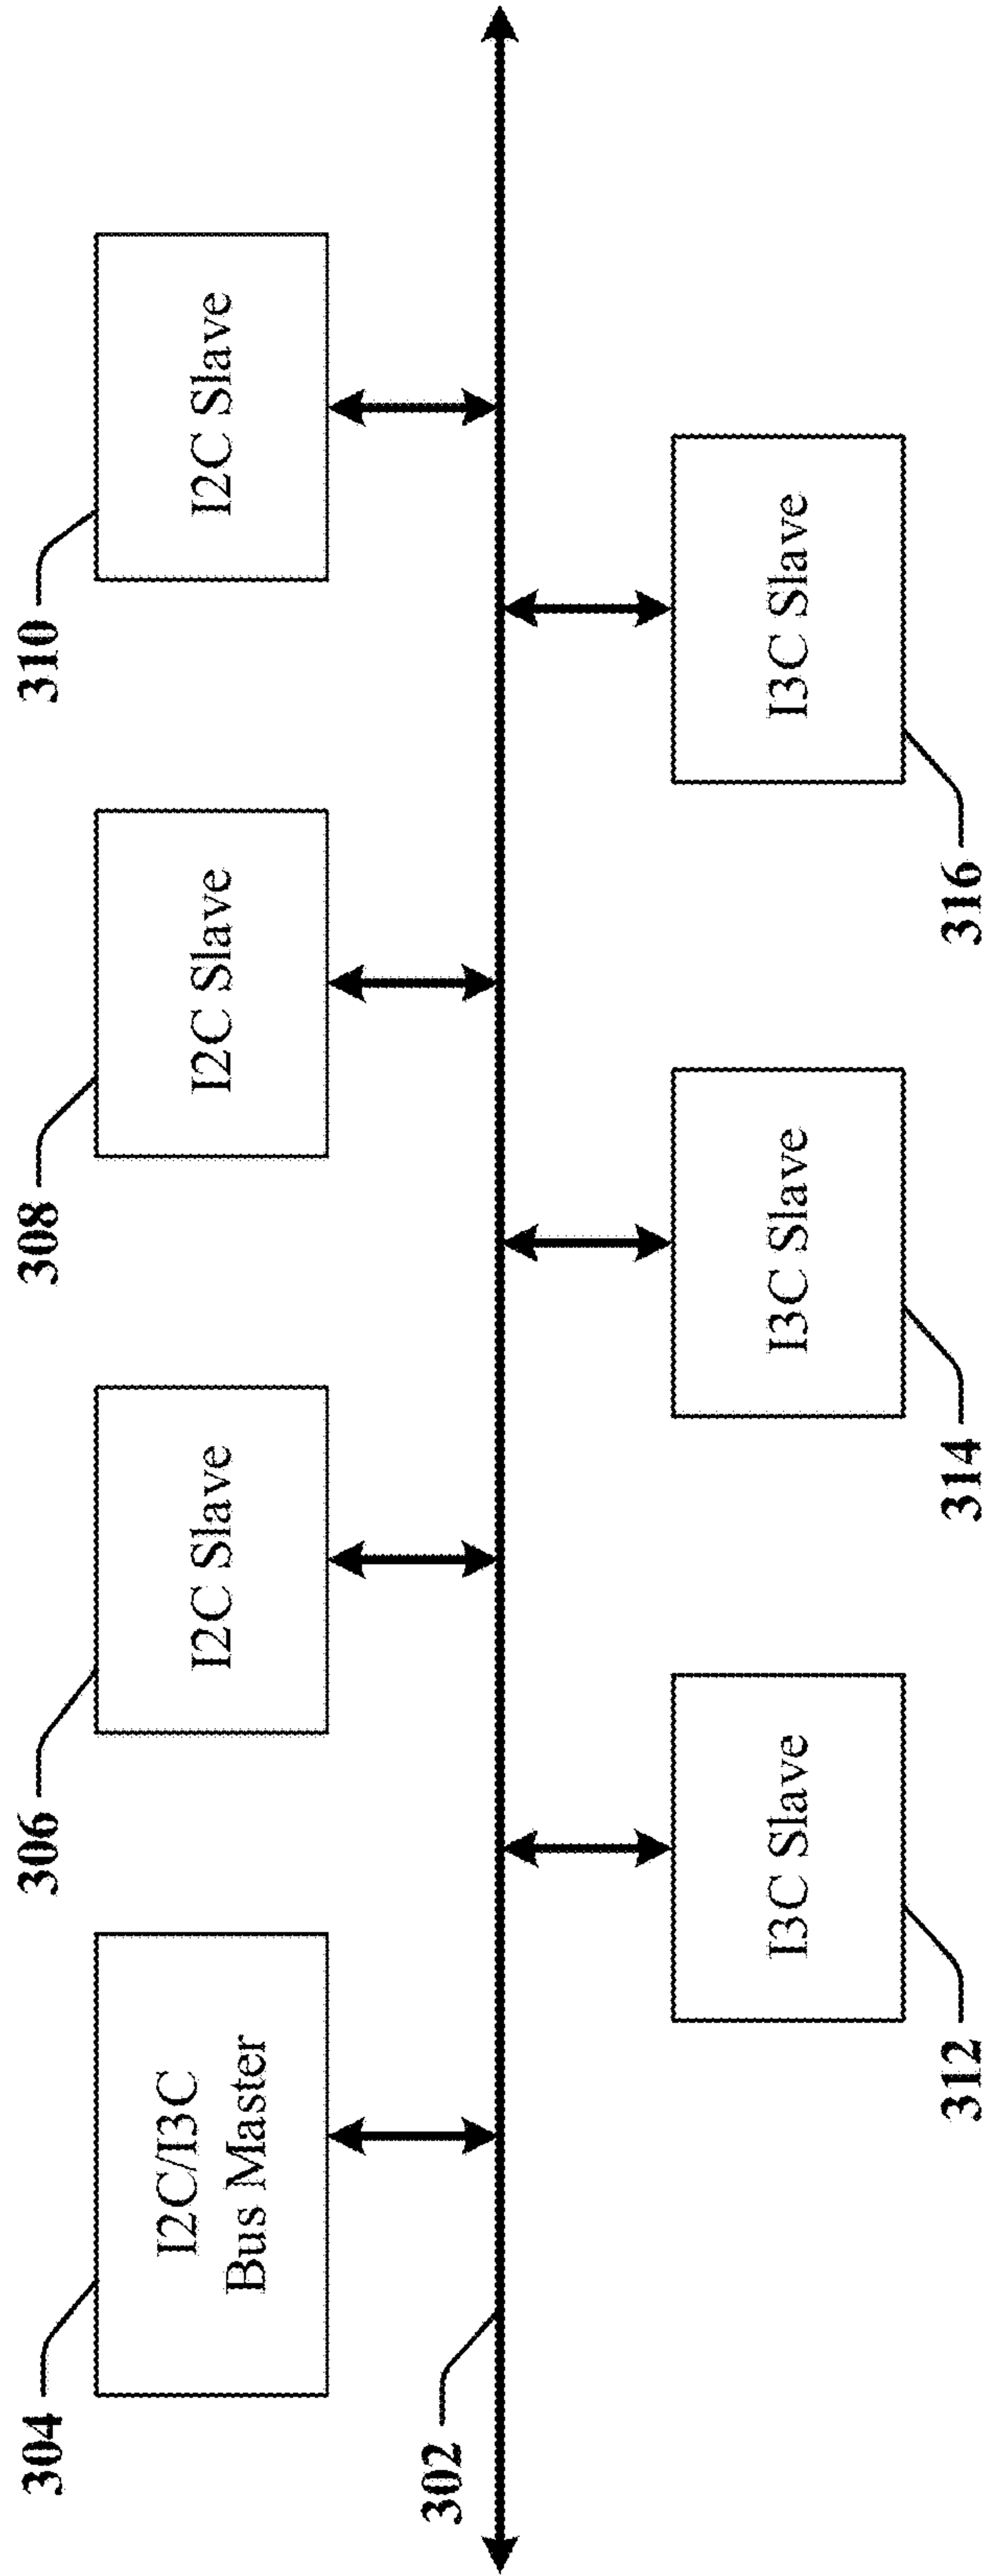 304
I2C/I3C
Bus Master
306
I2C Slave
308
I2C Slave
310
I2C Slave
302
312
I3C Slave
314
I3C Slave
316
I3C Slave